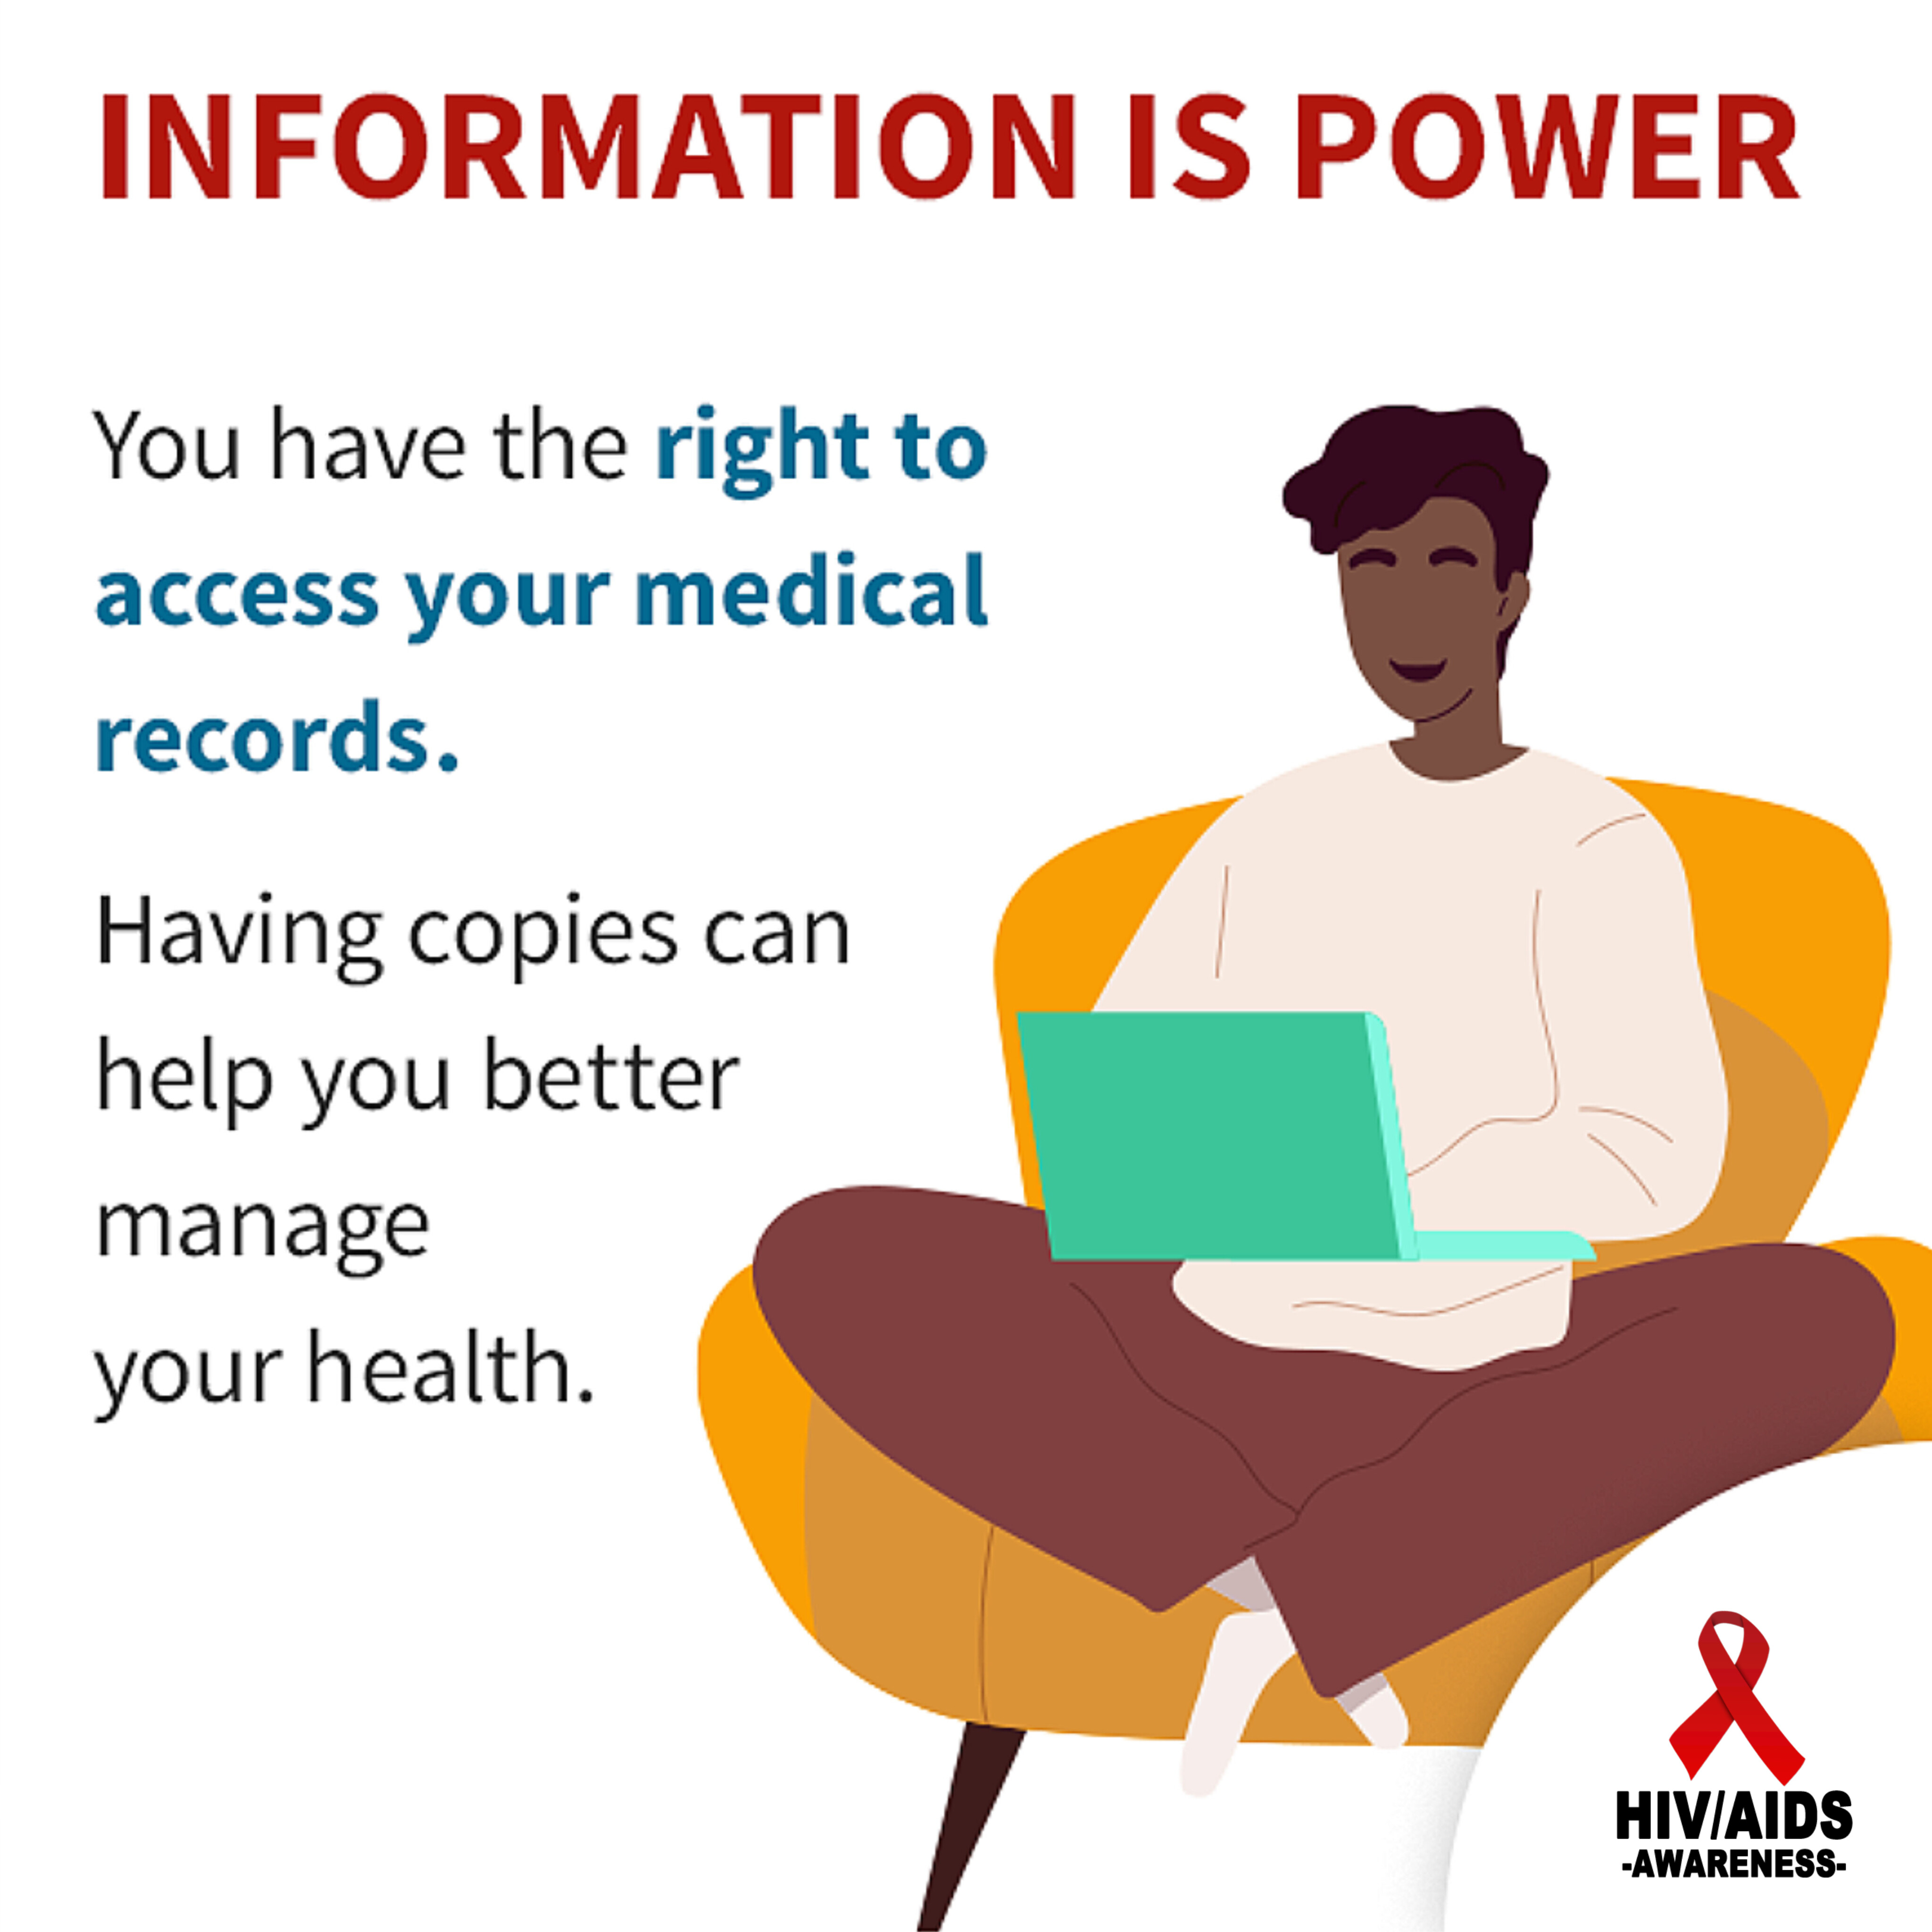 INFORMATION IS POWER
You have the right to
access your medical
records.
Having copies can
help you better
manage
your health.
HIV//AIDS
-AWARENESS-